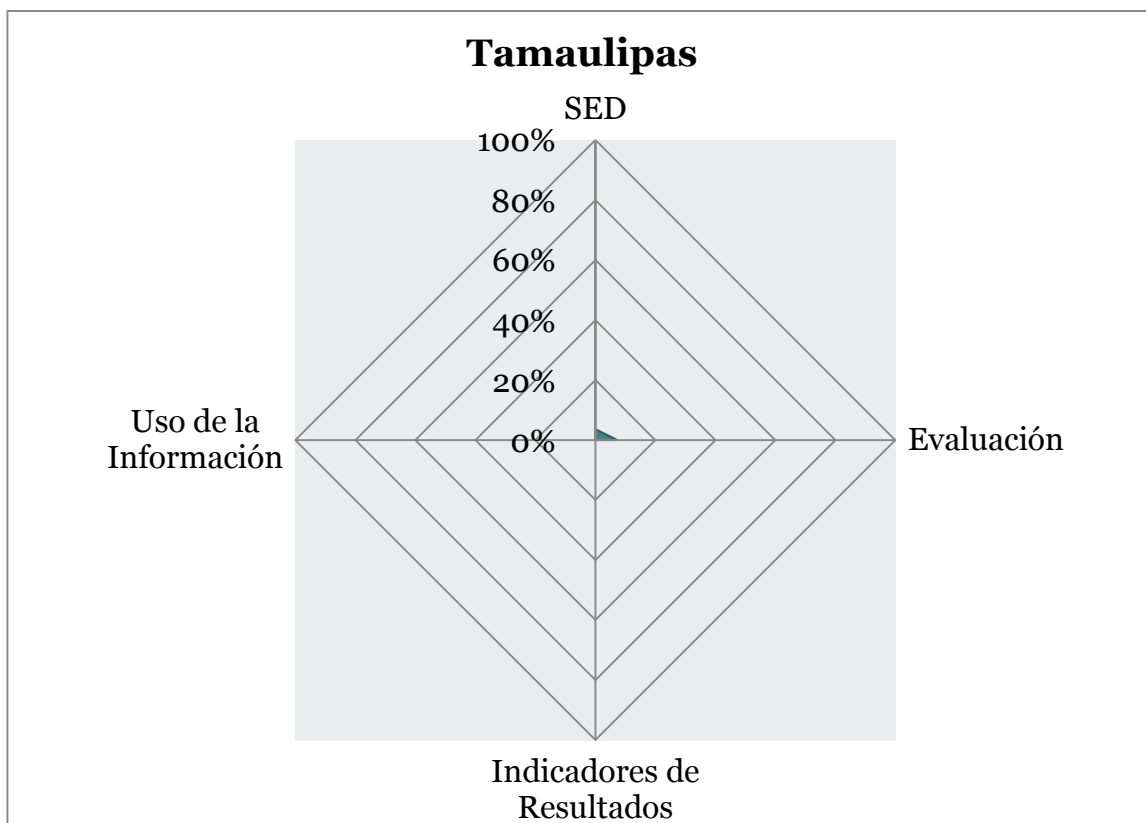 Tamaulipas
SED
100%
80%
60%
40%
20%
0%
Uso de la
Información
Evaluación
Indicadores de
Resultados